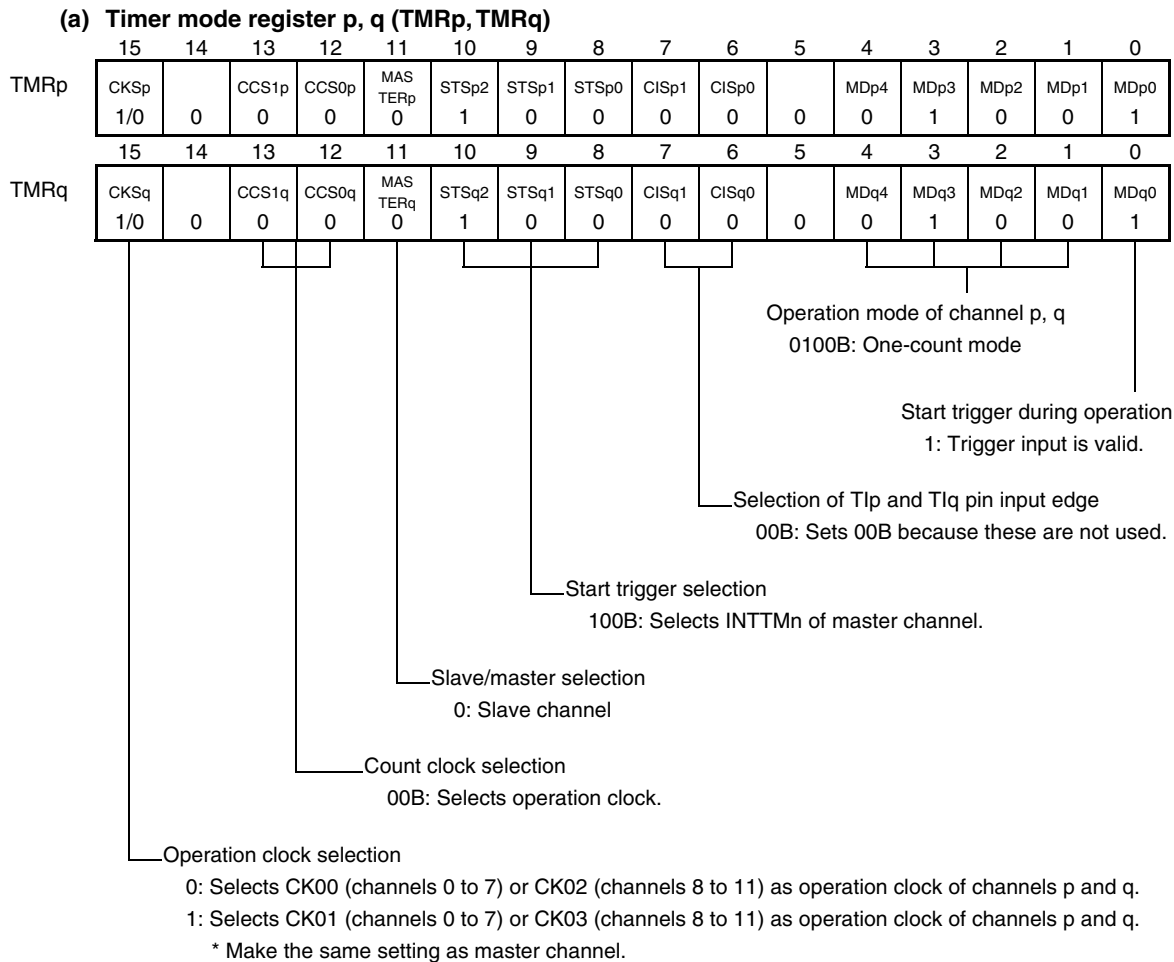 (a) Timer mode register p, q (TMRp, TMRq)
15 14 13 12 11 10 9 8 7 6 5 4 3 2 1 0
TMRp CKSp CCS1p CCS0p MAS TERp STSp2 STSp1 STSp0 CISp1 CISp0 MDp4 MDp3 MDp2 MDp1 MDp0
1/0 0 0 0 0 1 0 0 0 0 0 0 1 0 0 1
15 14 13 12 11 10 9 8 7 6 5 4 3 2 1 0
TMRq CKSq CCS1q CCS0q MAS TERq STSq2 STSq1 STSq0 CISq1 CISq0 MDq4 MDq3 MDq2 MDq1 MDq0
1/0 0 0 0 0 1 0 0 0 0 0 0 1 0 0 1
Operation mode of channel p, q
0100B: One-count mode
Start trigger during operation
1: Trigger input is valid.
Selection of TIp and TIq pin input edge
00B: Sets 00B because these are not used.
Start trigger selection
100B: Selects INTTMn of master channel.
Slave/master selection
0: Slave channel
Count clock selection
00B: Selects operation clock.
Operation clock selection
0: Selects CK00 (channels 0 to 7) or CK02 (channels 8 to 11) as operation clock of channels p and q.
1: Selects CK01 (channels 0 to 7) or CK03 (channels 8 to 11) as operation clock of channels p and q.
* Make the same setting as master channel.